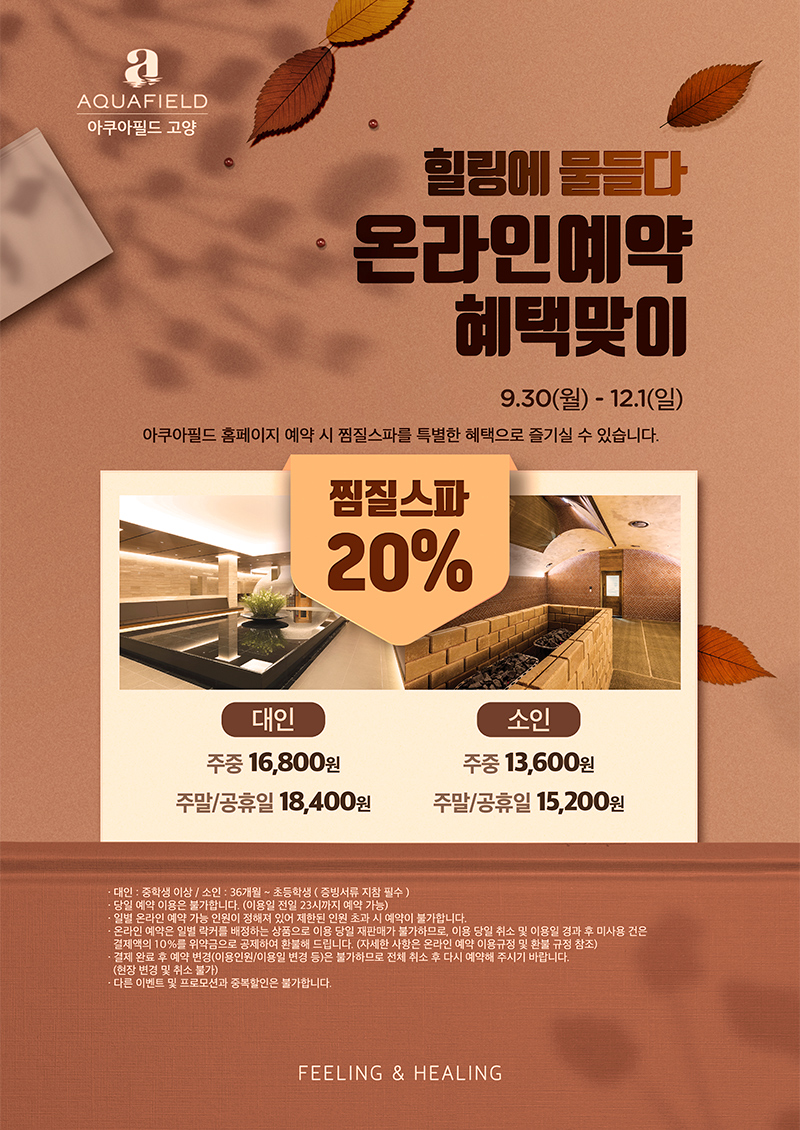 a
AQUAFIELD
아쿠아필드 고양
힐링에 물들다
온라인예약
혜택맞이
9.30(월) - 12.1(일)
아쿠아필드 홈페이지 예약 시 찜질스파를 특별한 혜택으로 즐기실 수 있습니다.
찜질스파
20%
대인
주중 16,800원
주말/공휴일 18,400원
소인
주중 13,600원
주말/공휴일 15,200원
· 대인 : 중학생 이상 / 소인 : 36개월 ~ 초등학생 ( 증빙서류 지참 필수 )
· 당일 예약 이용은 불가합니다. (이용일 전일 23시까지 예약 가능)
· 일별 온라인 예약 가능 인원이 정해져 있어 제한된 인원 초과 시 예약이 불가합니다.
· 온라인 예약은 일별 락커를 배정하는 상품으로 이용 당일 재판매가 불가하므로, 이용 당일 취소 및 이용일 경과 후 미사용 건은
결제액의 10%를 위약금으로 공제하여 환불해 드립니다. (자세한 사항은 온라인 예약 이용규정 및 환불 규정 참조)
· 결제 완료 후 예약 변경(이용인원/이용일 변경 등)은 불가하므로 전체 취소 후 다시 예약해 주시기 바랍니다.
(현장 변경 및 취소 불가)
· 다른 이벤트 및 프로모션과 중복할인은 불가합니다.
FEELING & HEALING